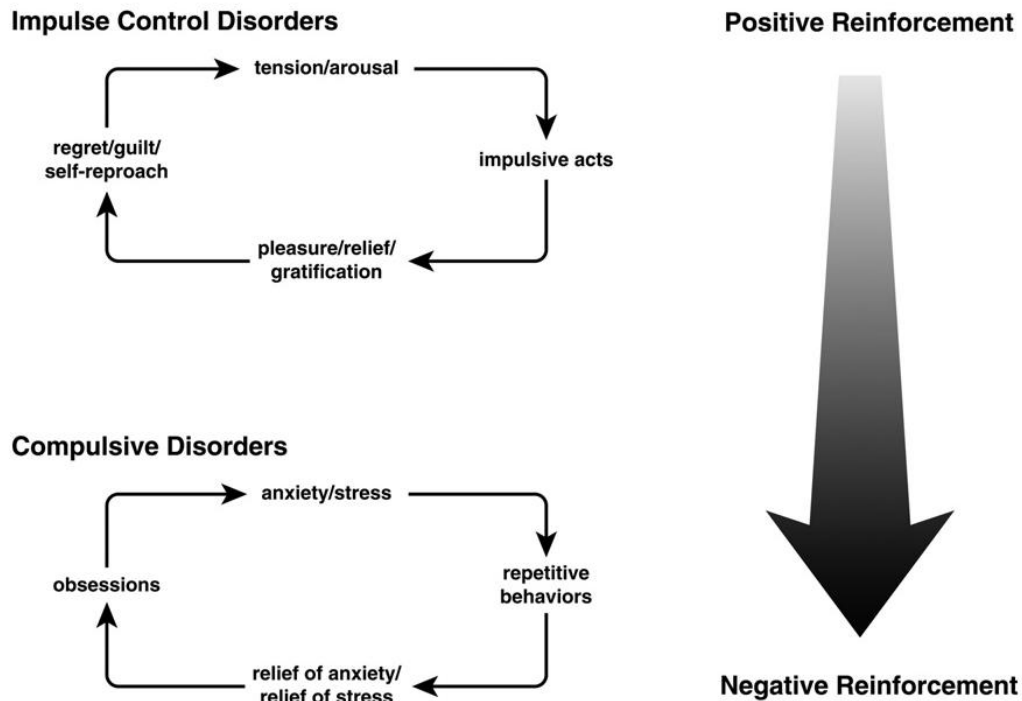 Impulse Control Disorders
Positive Reinforcement
tension/arousal
regret/guilt/
self-reproach
impulsive acts
pleasure/relief/
gratification
Compulsive Disorders
anxiety/stress
obsessions
repetitive
behaviors
relief of anxiety/
relief of stress
Negative Reinforcement